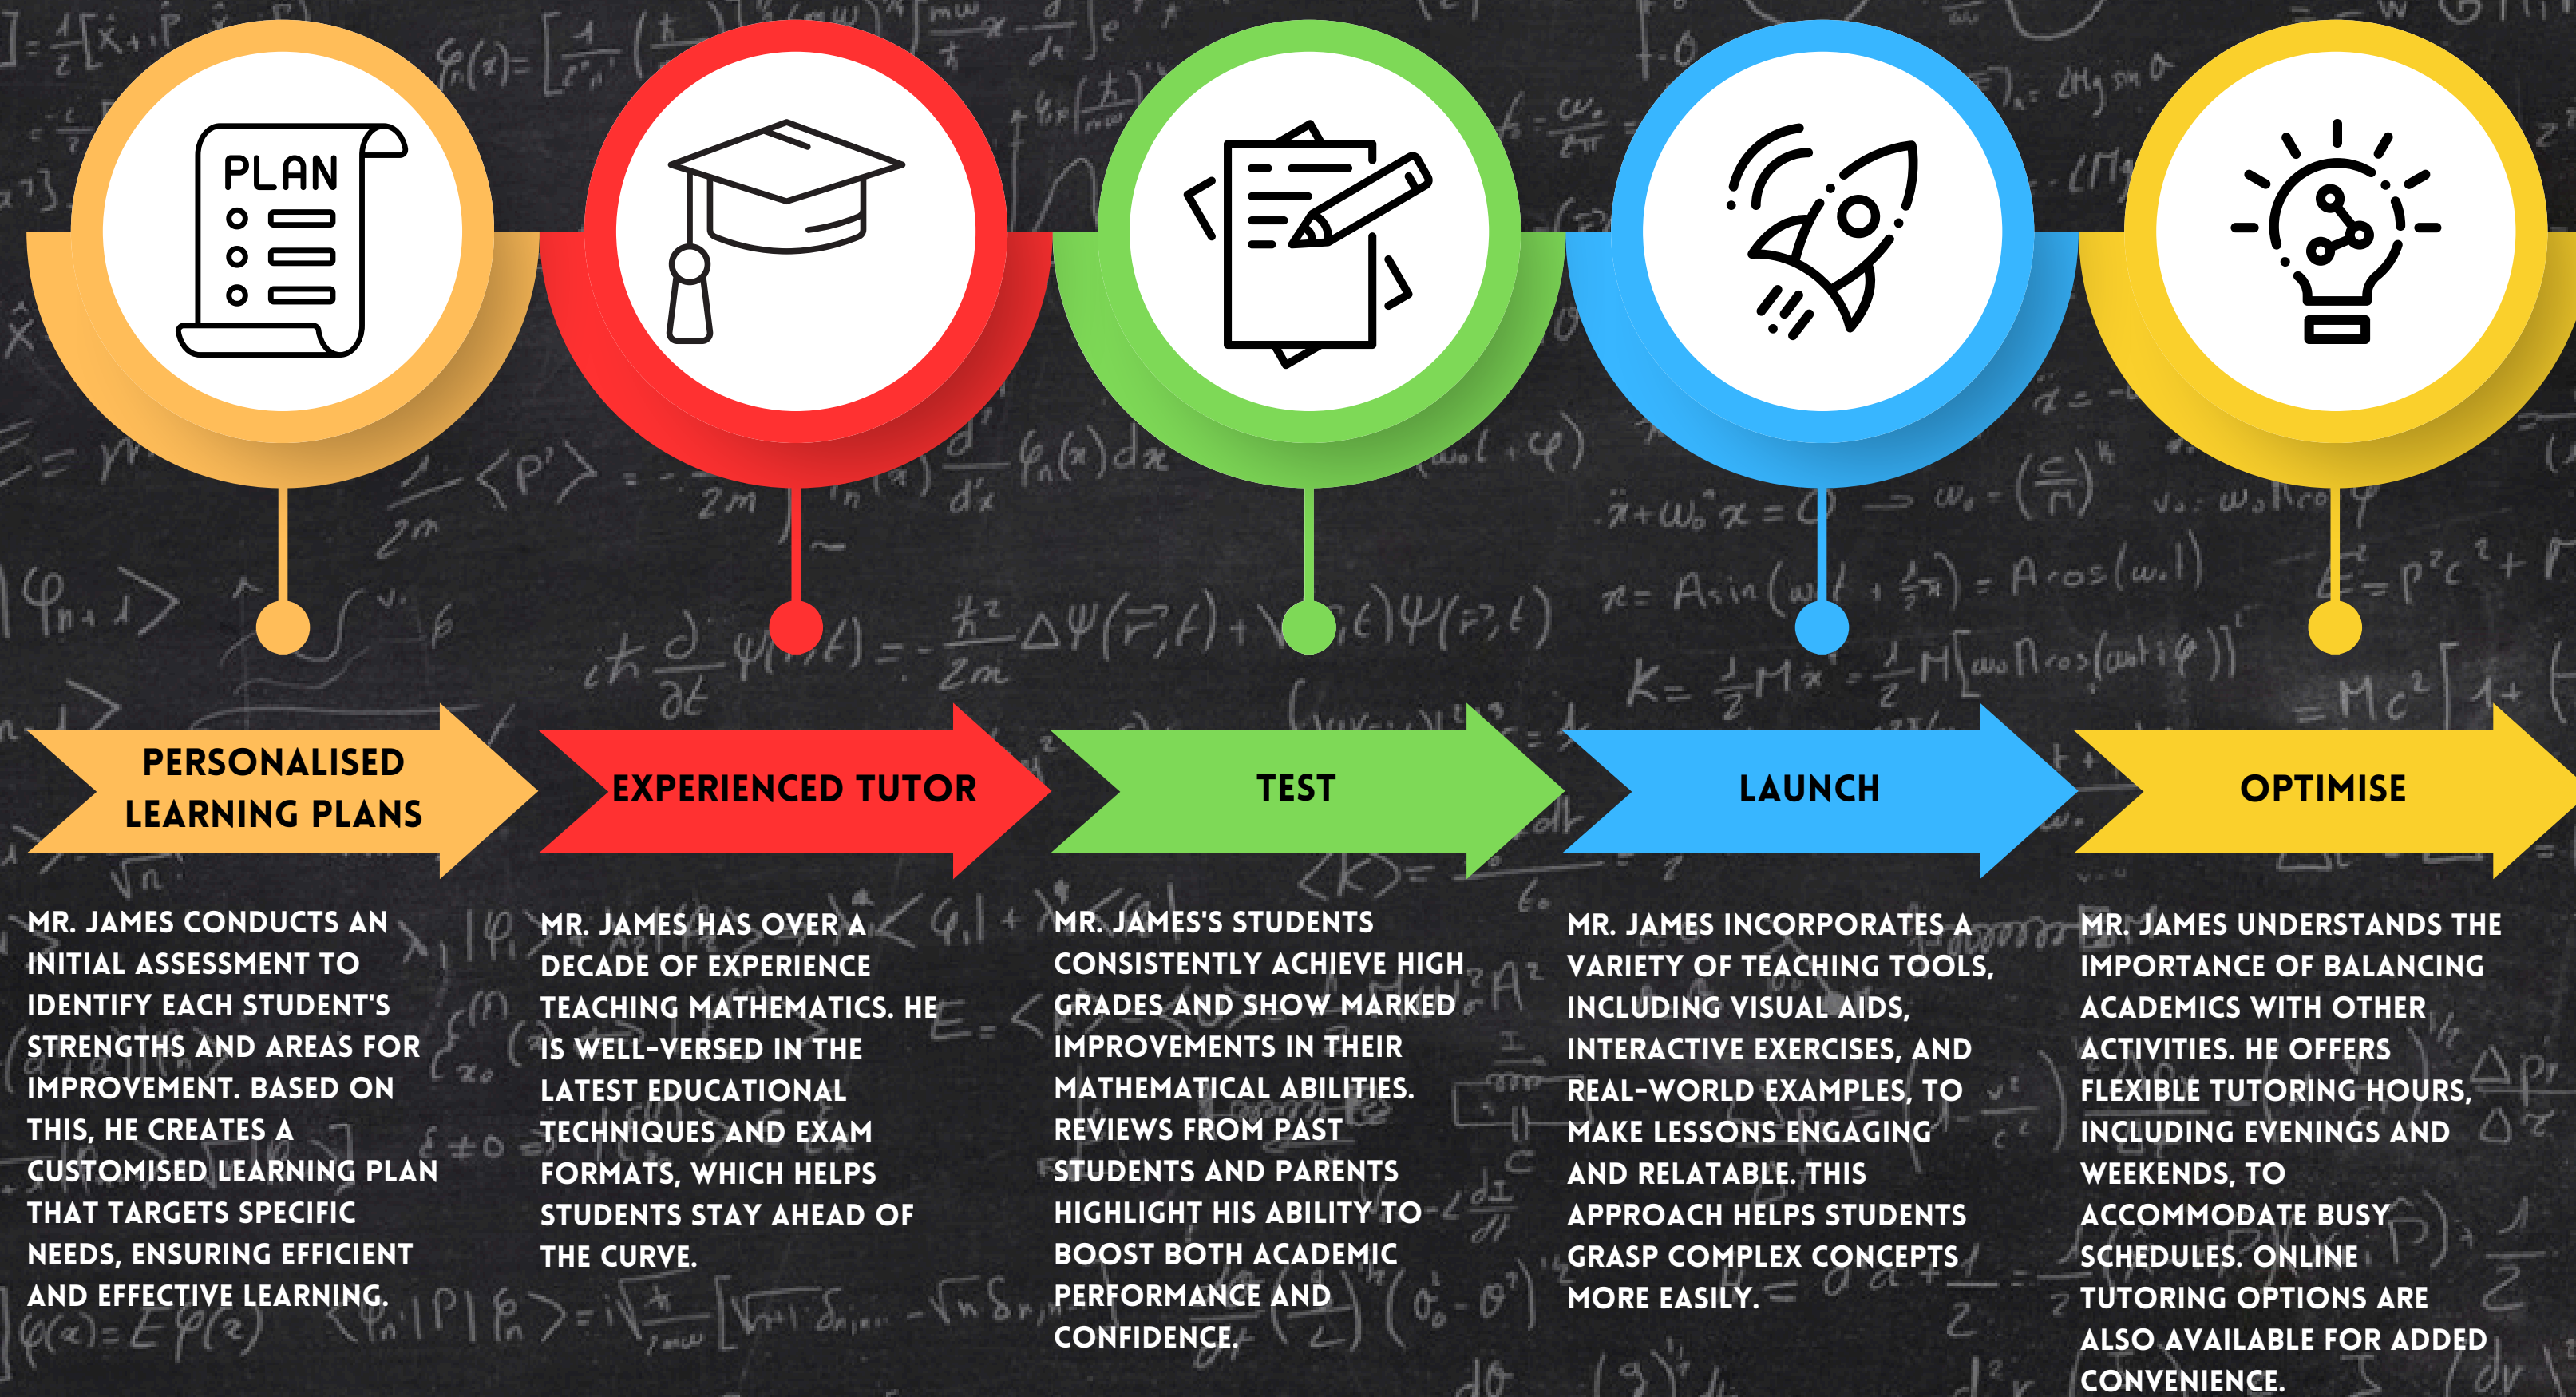 PLAN
PERSONALISED
LEARNING PLANS
MR. JAMES CONDUCTS AN
INITIAL ASSESSMENT TO
IDENTIFY EACH STUDENT'S
STRENGTHS AND AREAS FOR
IMPROVEMENT. BASED ON
THIS, HE CREATES A
CUSTOMISED LEARNING PLAN
THAT TARGETS SPECIFIC
NEEDS, ENSURING EFFICIENT
AND EFFECTIVE LEARNING.
EXPERIENCED TUTOR
MR. JAMES HAS OVER A
DECADE OF EXPERIENCE
TEACHING MATHEMATICS. HE
IS WELL-VERSED IN THE
LATEST EDUCATIONAL
TECHNIQUES AND EXAM
FORMATS, WHICH HELPS
STUDENTS STAY AHEAD OF
THE CURVE.
TEST
MR. JAMES'S STUDENTS
CONSISTENTLY ACHIEVE HIGH
GRADES AND SHOW MARKED
IMPROVEMENTS IN THEIR
MATHEMATICAL ABILITIES.
REVIEWS FROM PAST
STUDENTS AND PARENTS
HIGHLIGHT HIS ABILITY TO
BOOST BOTH ACADEMIC
PERFORMANCE AND
CONFIDENCE.
LAUNCH
MR. JAMES INCORPORATES A
VARIETY OF TEACHING TOOLS,
INCLUDING VISUAL AIDS,
INTERACTIVE EXERCISES, AND
REAL-WORLD EXAMPLES, TO
MAKE LESSONS ENGAGING
AND RELATABLE. THIS
APPROACH HELPS STUDENTS
GRASP COMPLEX CONCEPTS
MORE EASILY.
OPTIMISE
MR. JAMES UNDERSTANDS THE
IMPORTANCE OF BALANCING
ACADEMICS WITH OTHER
ACTIVITIES. HE OFFERS
FLEXIBLE TUTORING HOURS,
INCLUDING EVENINGS AND
WEEKENDS, TO
ACCOMMODATE BUSY
SCHEDULES. ONLINE
TUTORING OPTIONS ARE
ALSO AVAILABLE FOR ADDED
CONVENIENCE.